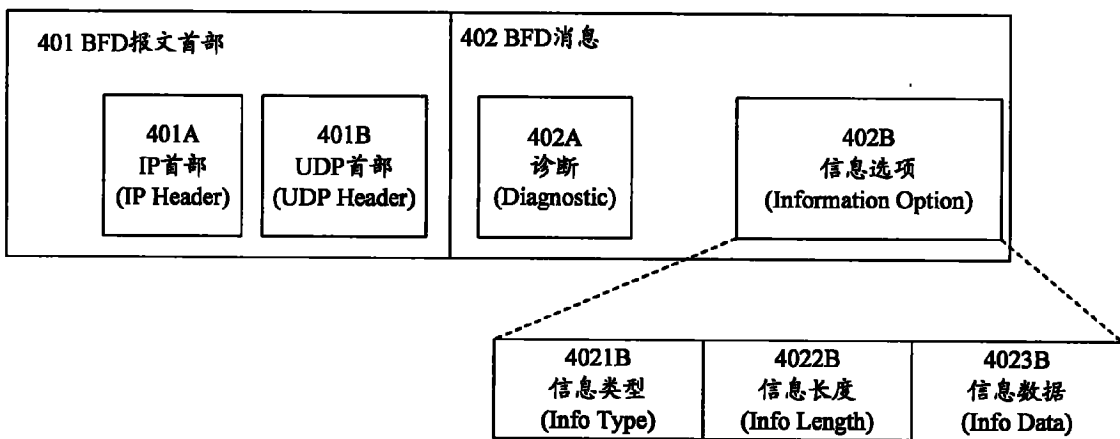 401 BFD报文首部
402 BFD消息
401A
IP首部
(IP Header)
401B
UDP首部
(UDP Header)
402A
诊断
(Diagnostic)
402B
信息选项
(Information Option)
4021B
信息类型
(Info Type)
4022B
信息长度
(Info Length)
4023B
信息数据
(Info Data)